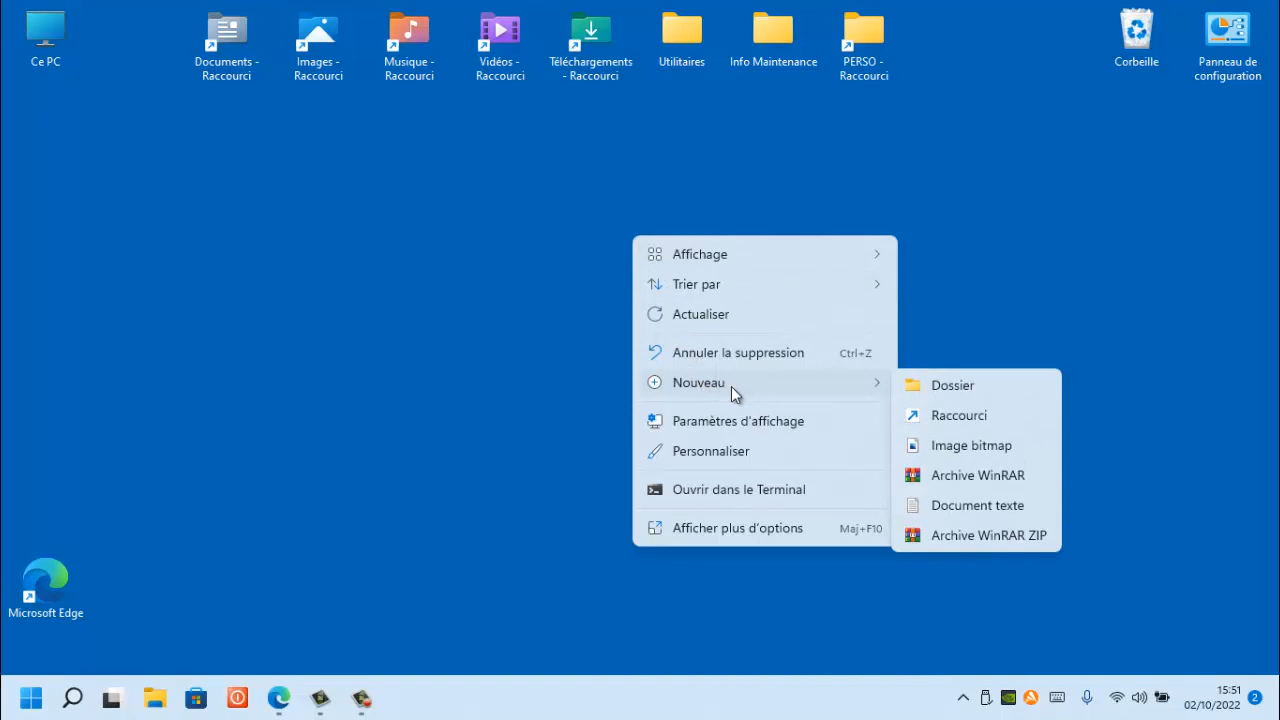 Ce PC
Documents -
Raccourci
Images -
Raccourci
Musique -
Raccourci
Vidéos -
Raccourci
Téléchargements
- Raccourci
Utilitaires
Info Maintenance
PERSO -
Raccourci
Corbeille
Panneau de
configuration
Affichage
Trier par
Actualiser
Annuler la suppression Ctrl+Z
Nouveau
Paramètres d'affichage
Personnaliser
Ouvrir dans le Terminal
Afficher plus d'options Maj+F10
Dossier
Raccourci
Image bitmap
Archive WinRAR
Document texte
Archive WinRAR ZIP
Microsoft Edge
15:51
02/10/2022
2